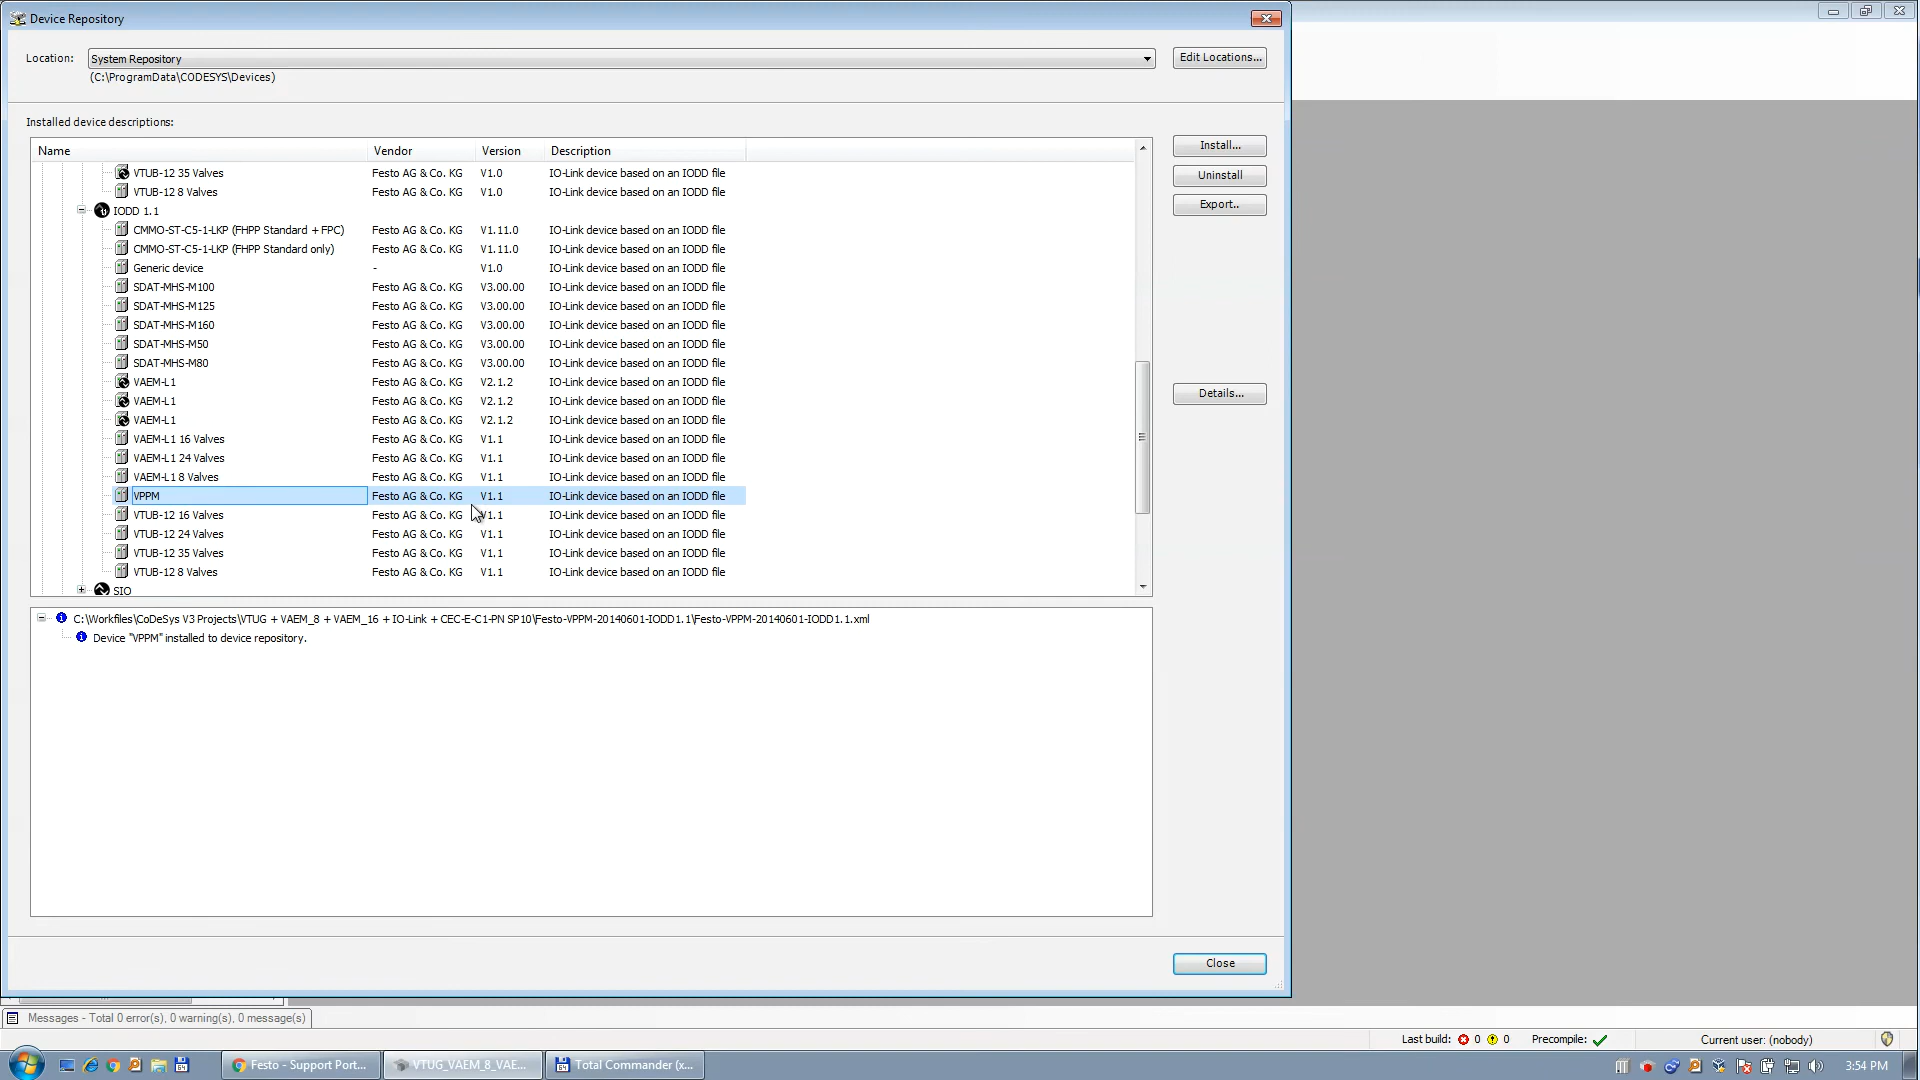 Device Repository
Location: System Repository Edit Locations...
(C:\ProgramData\CODESYS\Devices)
Installed device descriptions:
Name Vendor Version Description
Install...
Uninstall
Export..
Details...
VTUB-12 35 Valves Festo AG & Co. KG V1.0 IO-Link device based on an IODD file
VTUB-12 8 Valves Festo AG & Co. KG V1.0 IO-Link device based on an IODD file
IODD 1.1
CMMO-ST-C5-1-LKP (FHPP Standard + FPC) Festo AG & Co. KG V1.11.0 IO-Link device based on an IODD file
CMMO-ST-C5-1-LKP (FHPP Standard only) Festo AG & Co. KG V1.11.0 IO-Link device based on an IODD file
Generic device - V1.0 IO-Link device based on an IODD file
SDAT-MHS-M100 Festo AG & Co. KG V3.00.00 IO-Link device based on an IODD file
SDAT-MHS-M125 Festo AG & Co. KG V3.00.00 IO-Link device based on an IODD file
SDAT-MHS-M160 Festo AG & Co. KG V3.00.00 IO-Link device based on an IODD file
SDAT-MHS-M50 Festo AG & Co. KG V3.00.00 IO-Link device based on an IODD file
SDAT-MHS-M80 Festo AG & Co. KG V3.00.00 IO-Link device based on an IODD file
VAEM-L1 Festo AG & Co. KG V2.1.2 IO-Link device based on an IODD file
VAEM-L1 Festo AG & Co. KG V2.1.2 IO-Link device based on an IODD file
VAEM-L1 Festo AG & Co. KG V2.1.2 IO-Link device based on an IODD file
VAEM-L1 16 Valves Festo AG & Co. KG V1.1 IO-Link device based on an IODD file
VAEM-L1 24 Valves Festo AG & Co. KG V1.1 IO-Link device based on an IODD file
VAEM-L1 8 Valves Festo AG & Co. KG V1.1 IO-Link device based on an IODD file
VPPM Festo AG & Co. KG V1.1 IO-Link device based on an IODD file
VTUB-12 16 Valves Festo AG & Co. KG V1.1 IO-Link device based on an IODD file
VTUB-12 24 Valves Festo AG & Co. KG V1.1 IO-Link device based on an IODD file
VTUB-12 35 Valves Festo AG & Co. KG V1.1 IO-Link device based on an IODD file
VTUB-12 8 Valves Festo AG & Co. KG V1.1 IO-Link device based on an IODD file
SIO
C:\Workfiles\CoDeSys V3 Projects\VTUG + VAEM_8 + VAEM_16 + IO-Link + CEC-E-C1-PN SP10\Festo-VPPM-20140601-IODD1.1\Festo-VPPM-20140601-IODD1.1.xml
Device "VPPM" installed to device repository.
Close
Messages - Total 0 error(s), 0 warning(s), 0 message(s)
Last build: 0 0 Precompile: Current user: (nobody)
Festo - Support Port... VTUG_VAEM_8_VAE... Total Commander (x... 3:54 PM